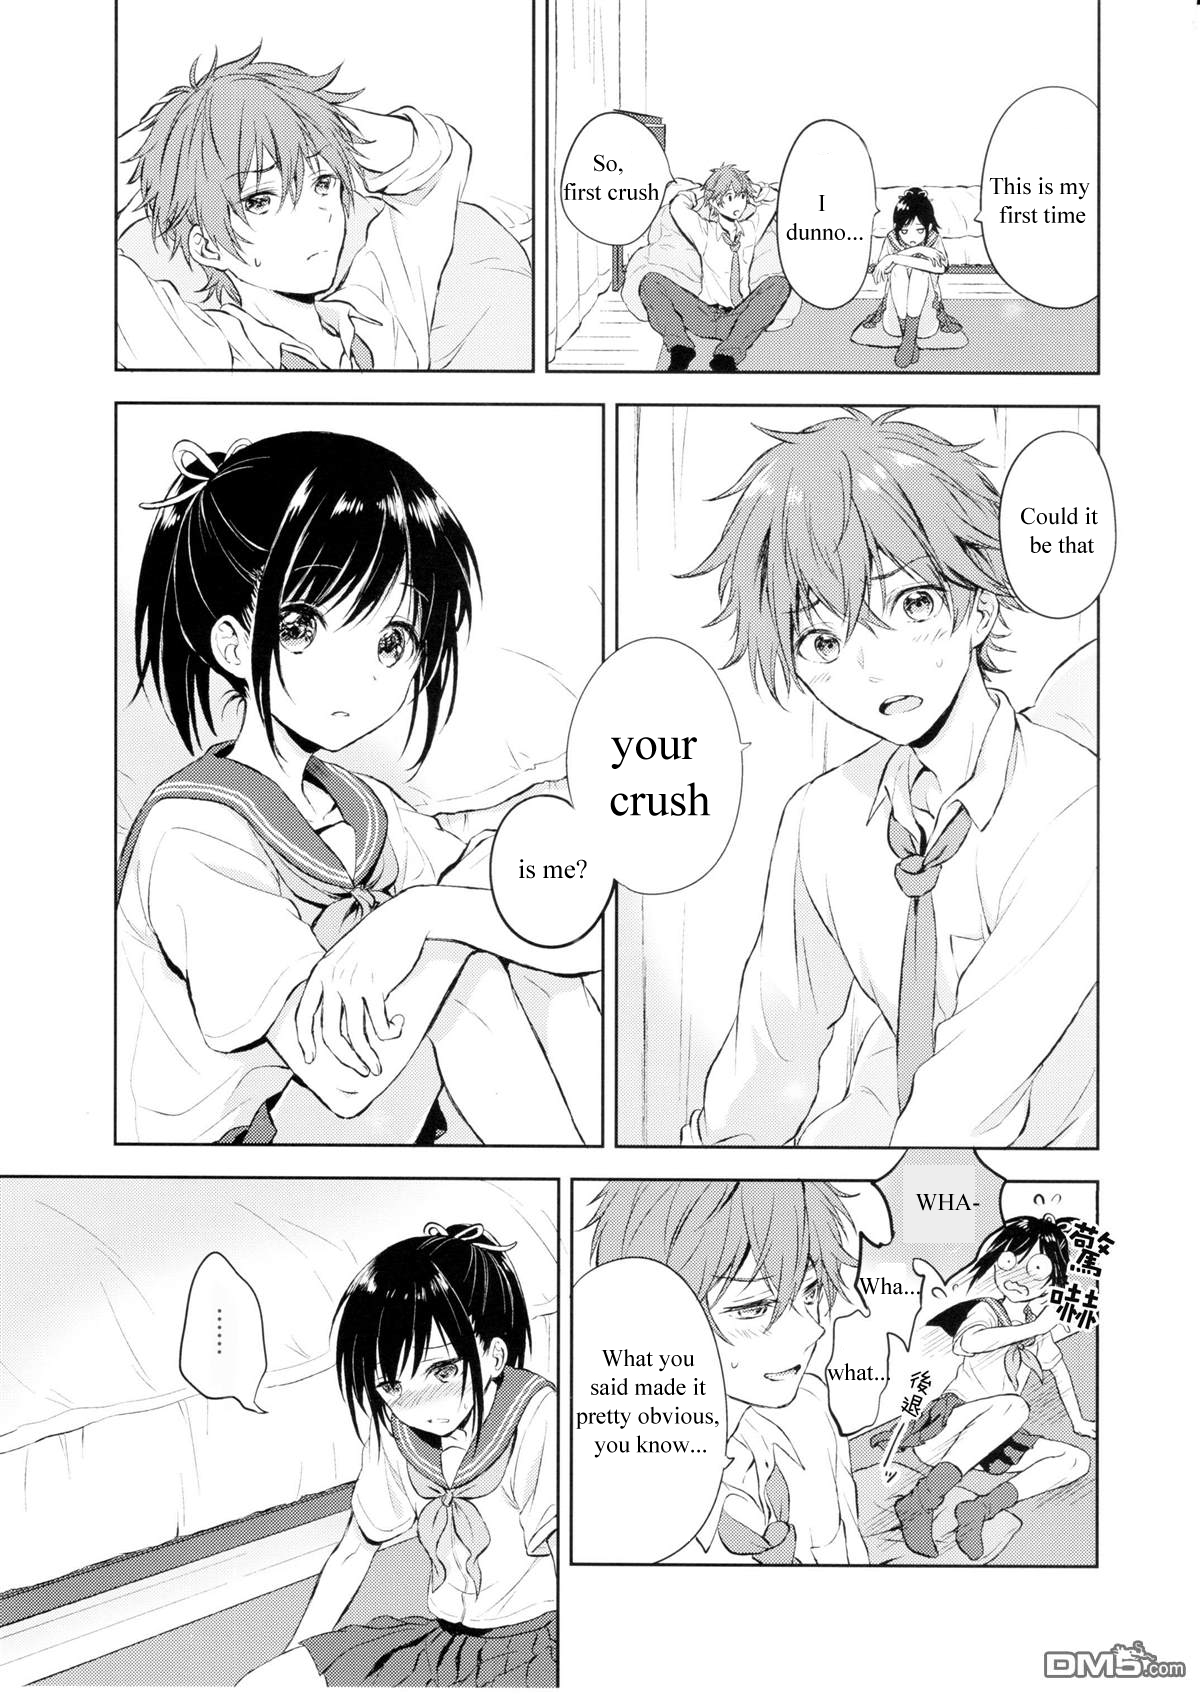 This is my
first time
I
dunno...
So,
first crush
Could it
be that
your
crush
is me?
WHA-
驚
嚇
Wha...
what...
後退
What you
said made it
pretty obvious,
you know...
......
DM5.com